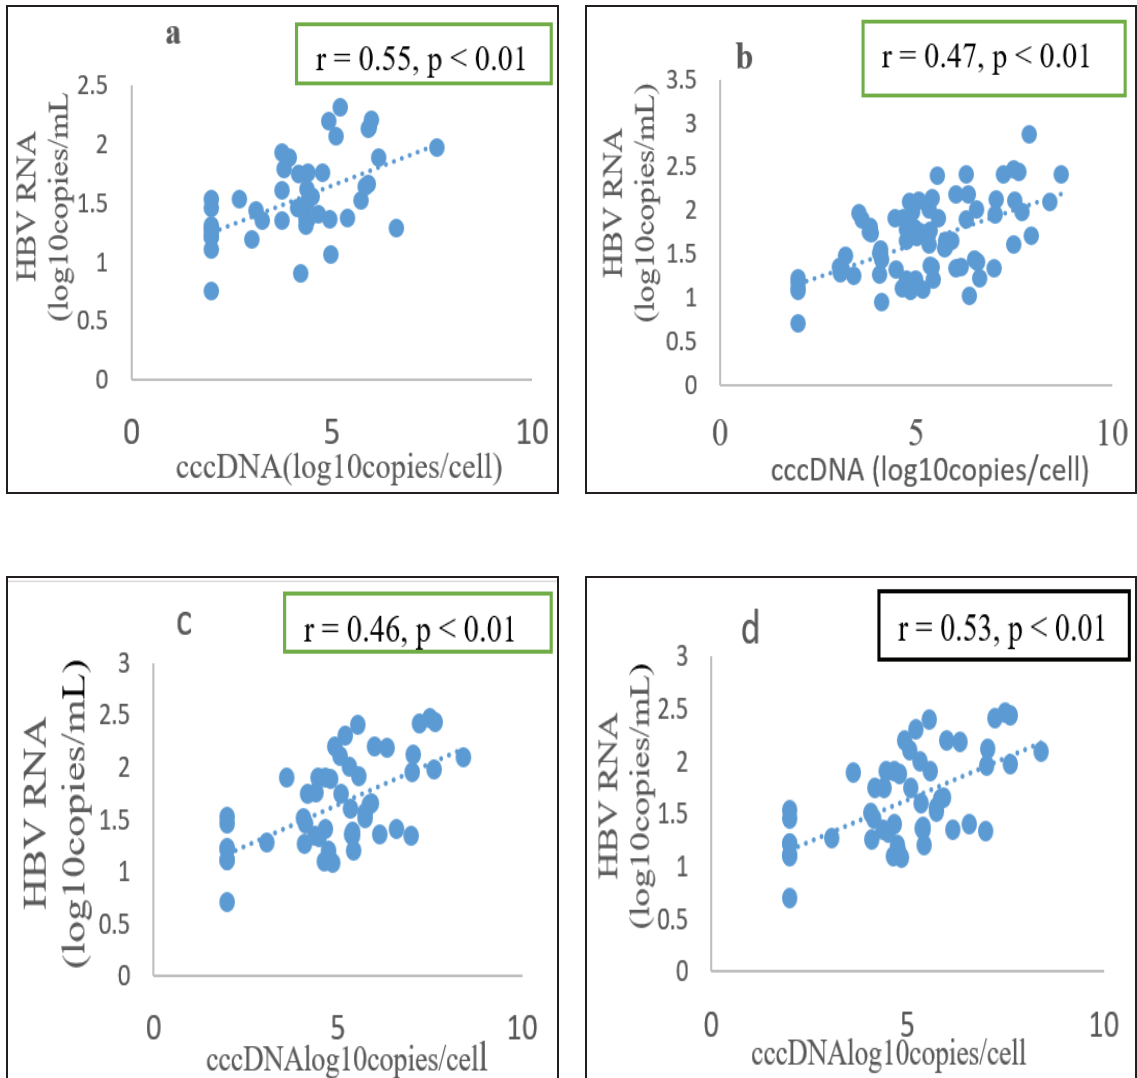 a
r = 0.55, p < 0.01
HBV RNA
(log10copies/mL
2.5
2
1.5
1
0.5
0
0
5
10
cccDNA(log10copies/cell)
b
r = 0.47, p < 0.01
HBV RNA
(log10copies/mL)
3.5
3
2.5
2
1.5
1
0.5
0
0
5
10
cccDNA (log10copies/cell)
c
r = 0.46, p < 0.01
HBV RNA
(log10copies/mL)
3
2.5
2
1.5
1
0.5
0
0
5
10
cccDNAlog10copies/cell
d
r = 0.53, p < 0.01
HBV RNA
(log10copies/mL)
3
2.5
2
1.5
1
0.5
0
0
5
10
cccDNAlog10copies/cell